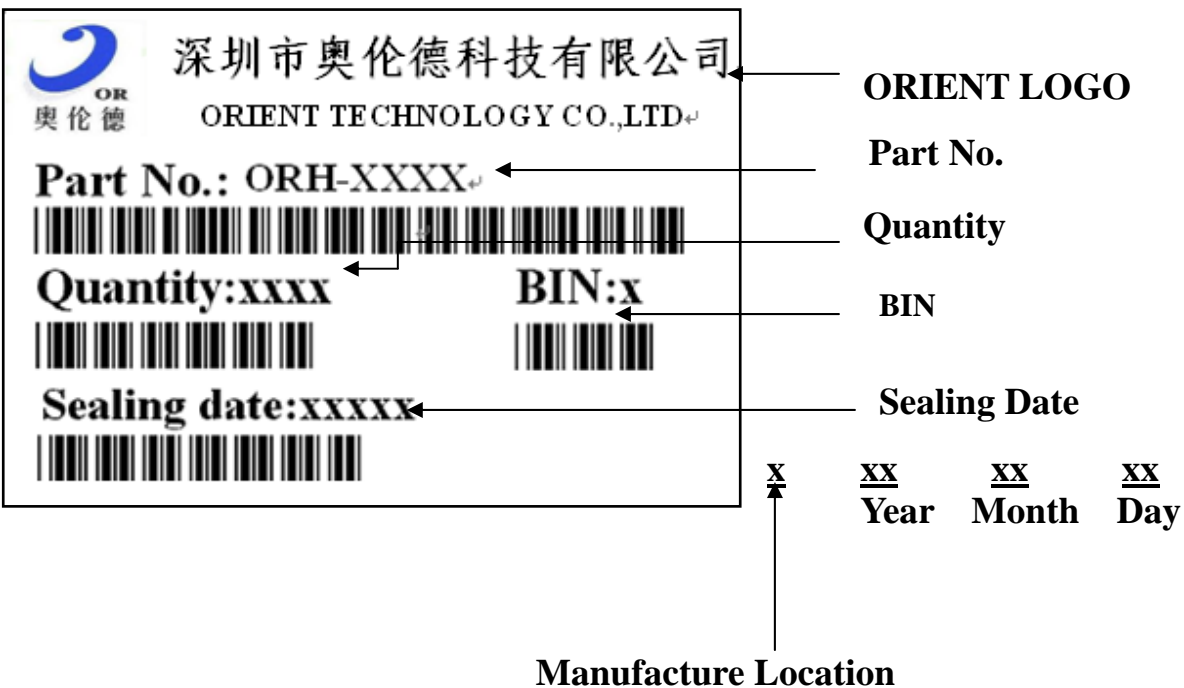 深圳市奥伦德科技有限公司
OR
奥伦德
ORIENT TECHNOLOGY CO.,LTD
ORIENT LOGO
Part No.: ORH-XXXX
Part No.
Quantity
Quantity:xxxx
BIN:x
BIN
Sealing date:xxxxx
Sealing Date
x xx xx xx
Year Month Day
Manufacture Location